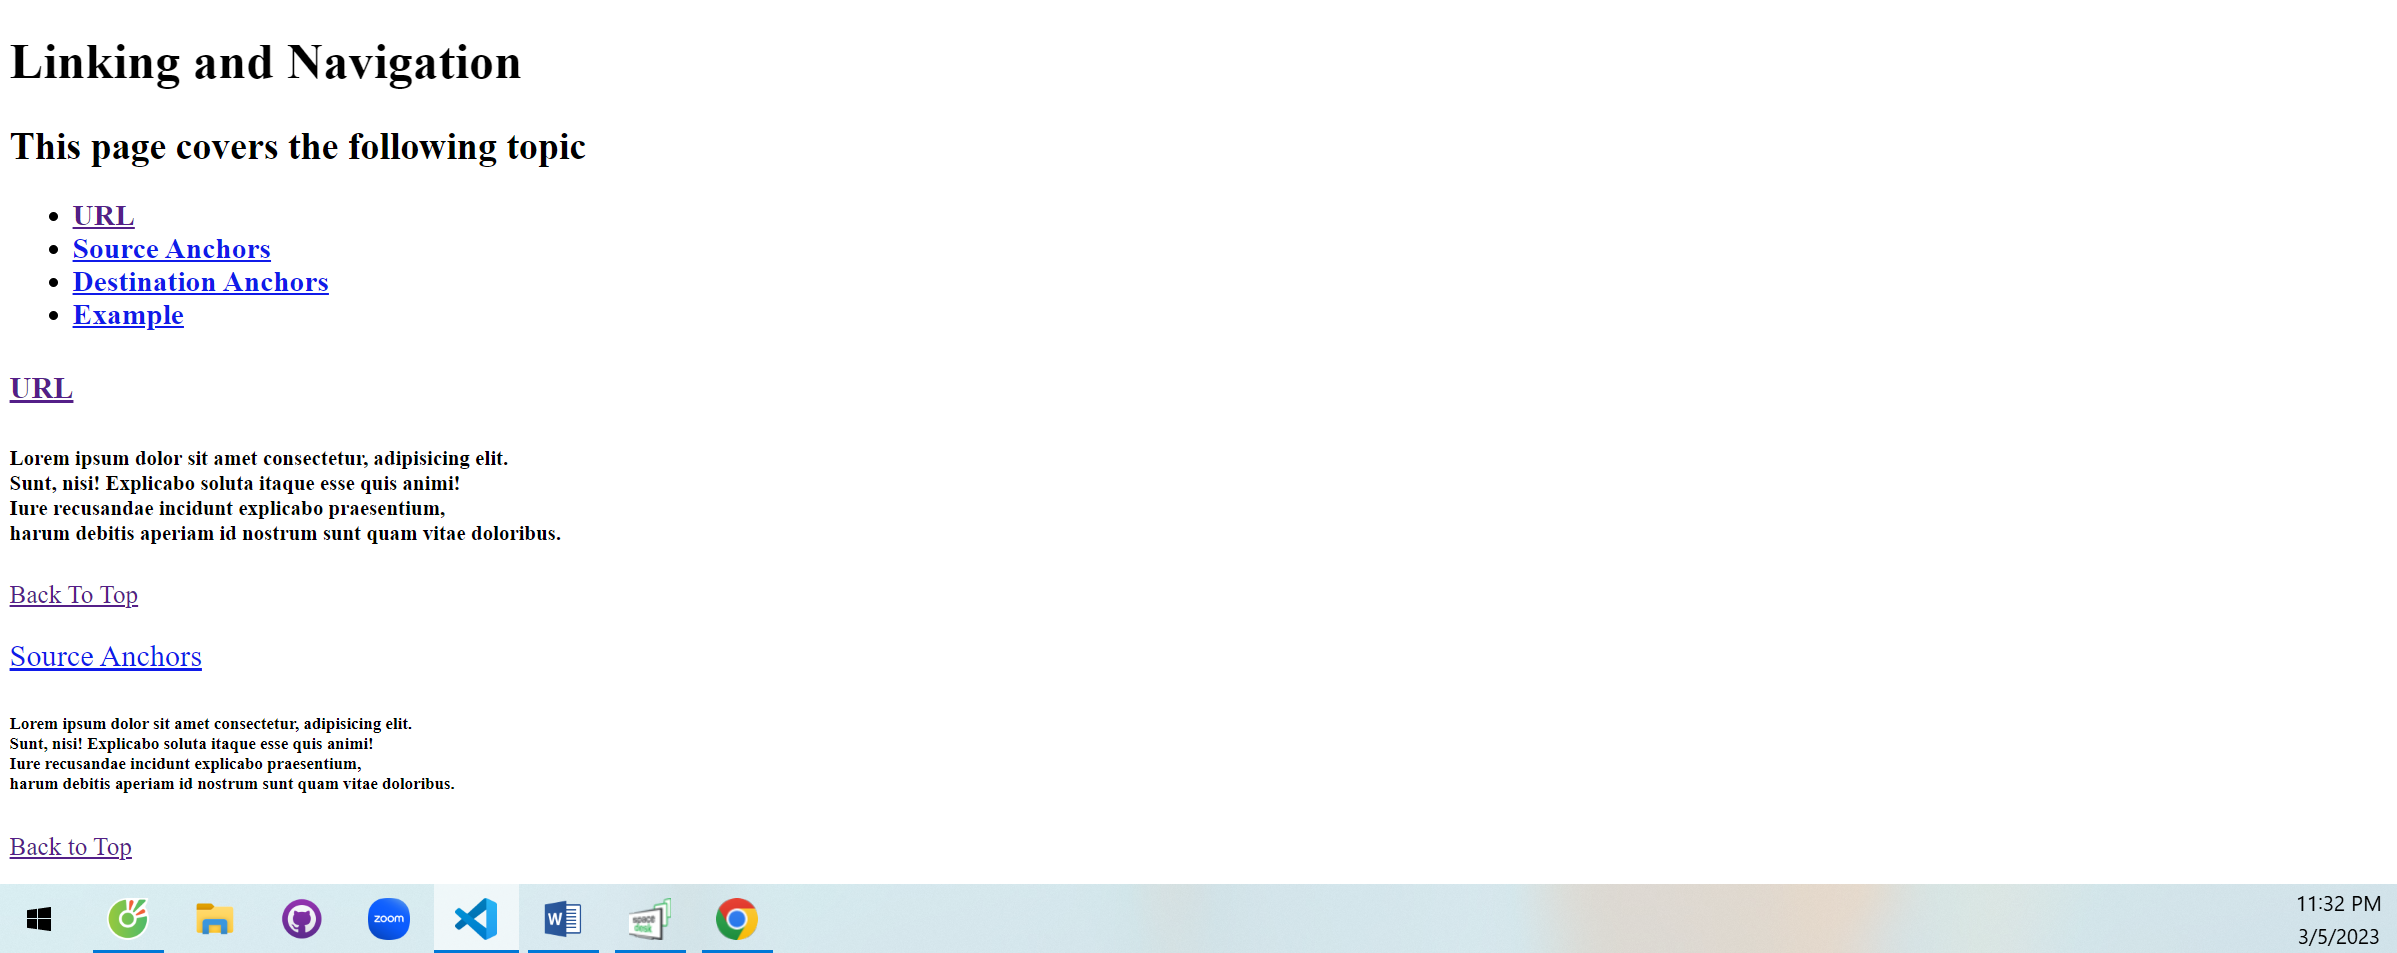 Linking and Navigation
This page covers the following topic
URL
Source Anchors
Destination Anchors
Example
URL
Lorem ipsum dolor sit amet consectetur, adipisicing elit.
Sunt, nisi! Explicabo soluta itaque esse quis animi!
Iure recusandae incidunt explicabo praesentium,
harum debitis aperiam id nostrum sunt quam vitae doloribus.
Back To Top
Source Anchors
Lorem ipsum dolor sit amet consectetur, adipisicing elit.
Sunt, nisi! Explicabo soluta itaque esse quis animi!
Iure recusandae incidunt explicabo praesentium,
harum debitis aperiam id nostrum sunt quam vitae doloribus.
Back to Top
zoom
W
space
desk
11:32 PM
3/5/2023